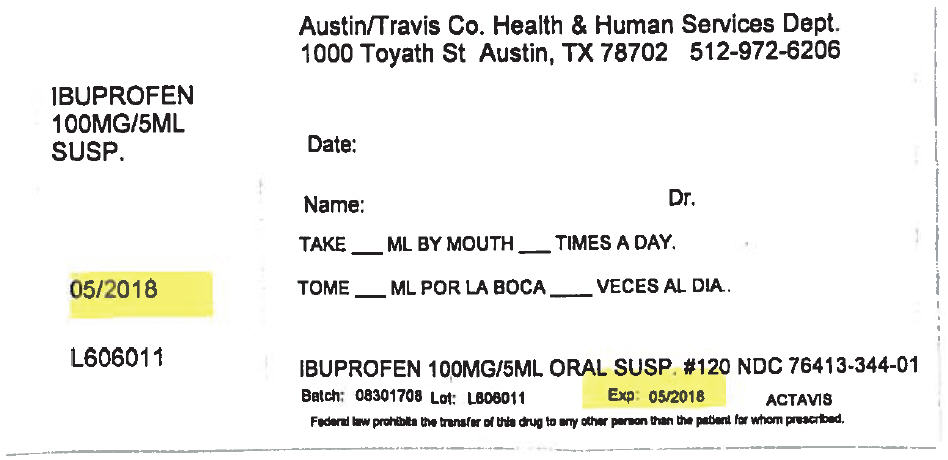 Austin/Travis Co. Health & Human Services Dept.
1000 Toyath St Austin, TX 78702 512-972-6206
IBUPROFEN
100MG/5ML
SUSP.
Date:
Name: Dr.
TAKE ___ ML BY MOUTH ___ TIMES A DAY.
05/2018
TOME ___ ML POR LA BOCA ____ VECES AL DIA..
L606011
IBUPROFEN 100MG/5ML ORAL SUSP. #120 NDC 76413-344-01
Batch: 08301708 Lot: L606011 Exp: 05/2018 ACTAVIS
Federal law prohibits the transfer of this drug to any other person than the patient for whom prescribed.